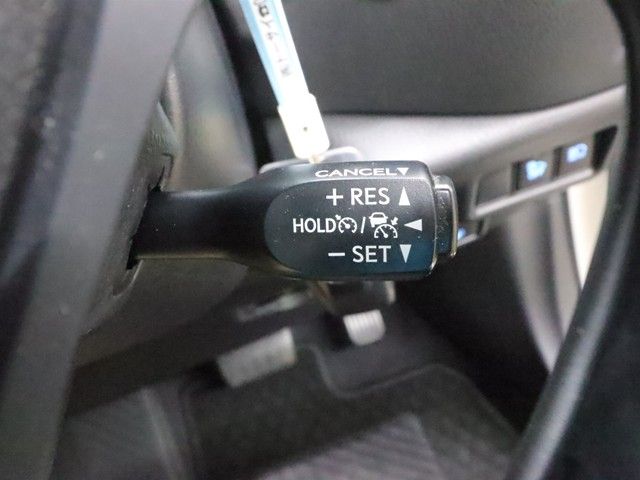 CANCEL▼
+ RES ▲
HOLD / ◄
− SET ▼